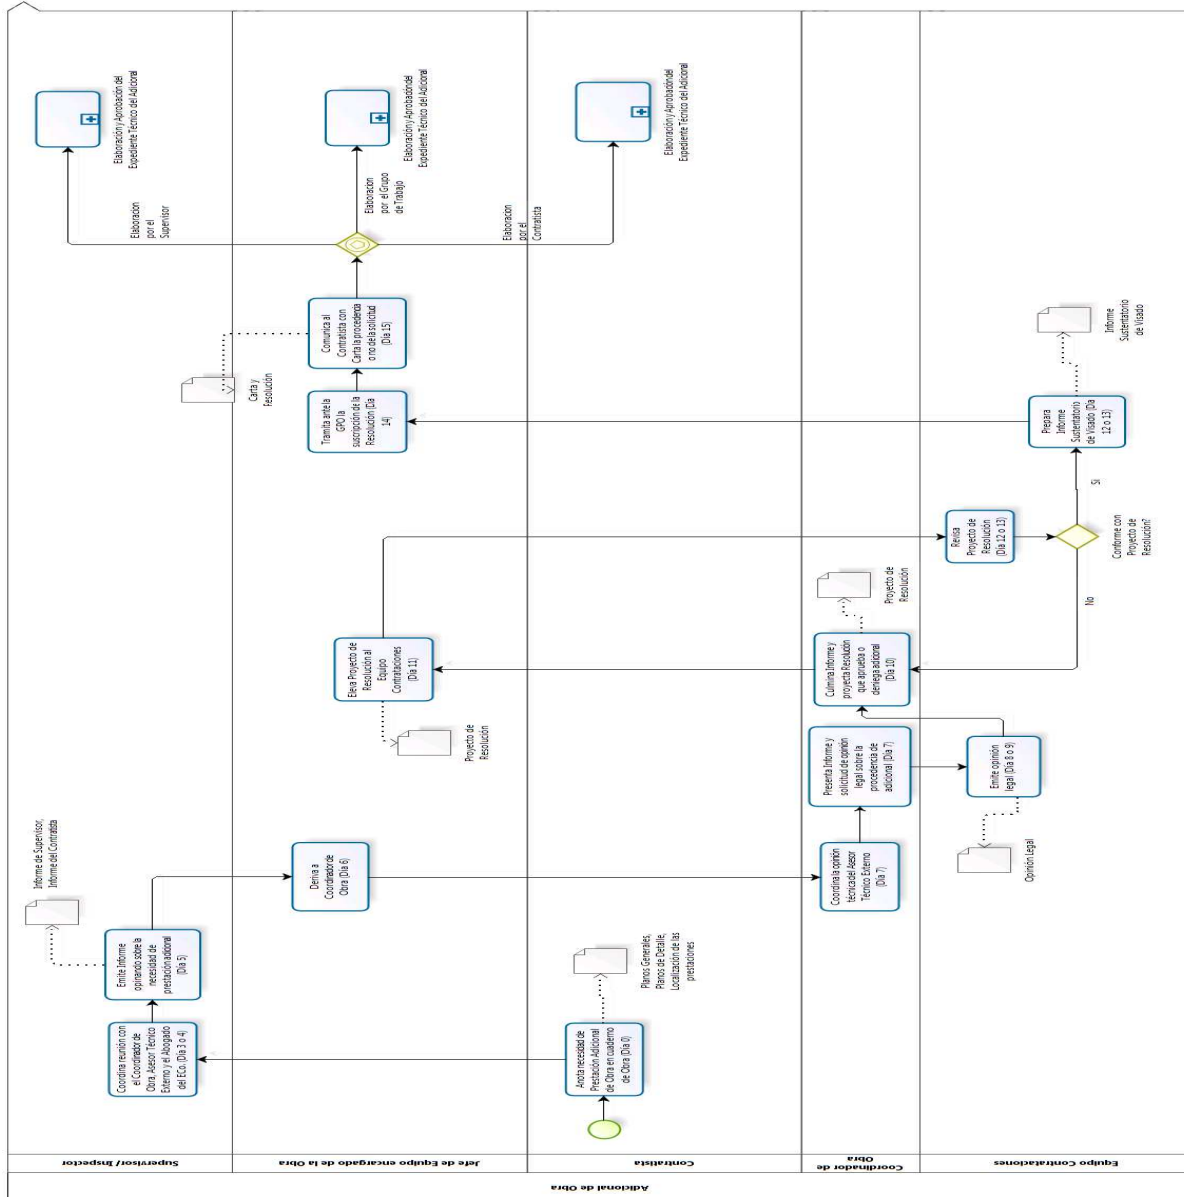 Adicional de Obra
Supervisor/ Inspector
Jefe de Equipo encargado de la Obra
Contratista
Coordinador de
Obra
Equipo Contrataciones
Coordina reunión con
el Coordinador de
Obra, Asesor Técnico
Externo y el Abogado
del ECo. (Día 3 o 4)
Emite Informe
opinando sobre la
necesidad de
prestación adicional
(Día 5)
Informe de Supervisor,
Informe del Contratista
Elaboración y Aprobación del
Expediente Técnico del Adicional
Elaboracion
por el
Supervisor
Deriva a
Coordinador de
Obra (Día 6)
Eleva Proyecto de
Resolución al
Equipo
Contrataciones
(Día 11)
Proyecto de
Resolución
Tramita ante la
GPO la
suscripción de la
Resolución (Día
14)
Comunica al
Contratista con
Carta la procedencia
o no de la solicitud
(Día 15)
Carta y
Resolución
Elaboracion
por el Grupo
de Trabajo
Elaboración y Aprobación del
Expediente Técnico del Adicional
Anota necesidad de
Prestación Adicional
de Obra en cuaderno
de Obra (Día 0)
Planos Generales,
Planos de Detalle,
Localización de las
prestaciones
Elaboracion
por el
Contratista
Elaboración y Aprobación del
Expediente Técnico del Adicional
Coordina la opinión
técnica del Asesor
Técnico Externo
(Día 7)
Presenta Informe y
solicitud de opinión
legal sobre la
procedencia de
adicional (Día 7)
Culmina Informe y
proyecta Resolución
que aprueba o
deniega adicional
(Día 10)
Proyecto de
Resolución
Emite opinión
legal (Día 8 o 9)
Opinión Legal
Revisa
Proyecto de
Resolución
(Día 12 o 13)
Conforme con
Proyecto de
Resolución?
No
Si
Prepara
Informe
Sustentatorio
de Visado (Día
12 o 13)
Informe
Sustentatorio
de Visado